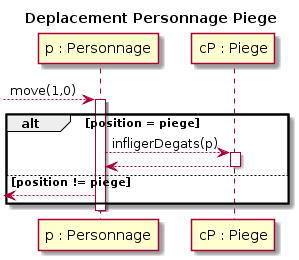 Deplacement Personnage Piege
p : Personnage cP : Piege
move(1,0)
alt [position = piege]
infligerDegats(p)
[position != piege]
p : Personnage cP : Piege